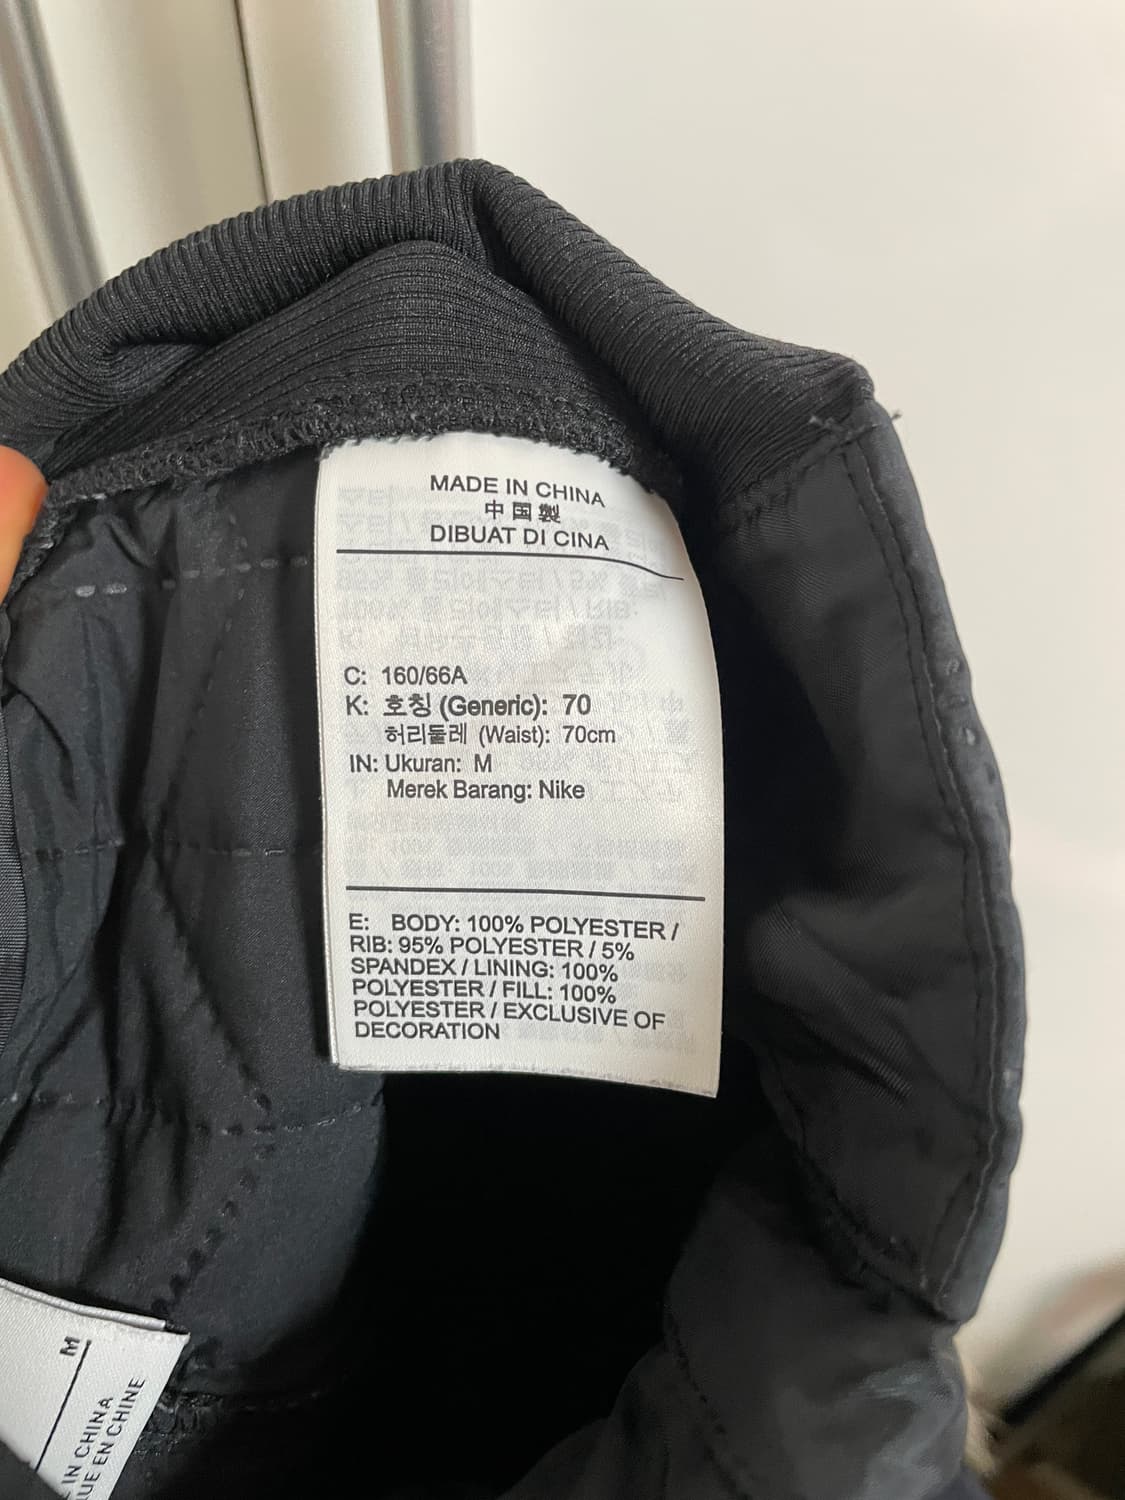 MADE IN CHINA
中国製
DIBUAT DI CINA
C: 160/66A
K: 호칭 (Generic): 70
허리둘레 (Waist): 70cm
IN: Ukuran: M
Merek Barang: Nike
E: BODY: 100% POLYESTER /
RIB: 95% POLYESTER / 5%
SPANDEX / LINING: 100%
POLYESTER / FILL: 100%
POLYESTER / EXCLUSIVE OF
DECORATION
M
IN CHINA
EN CHINE